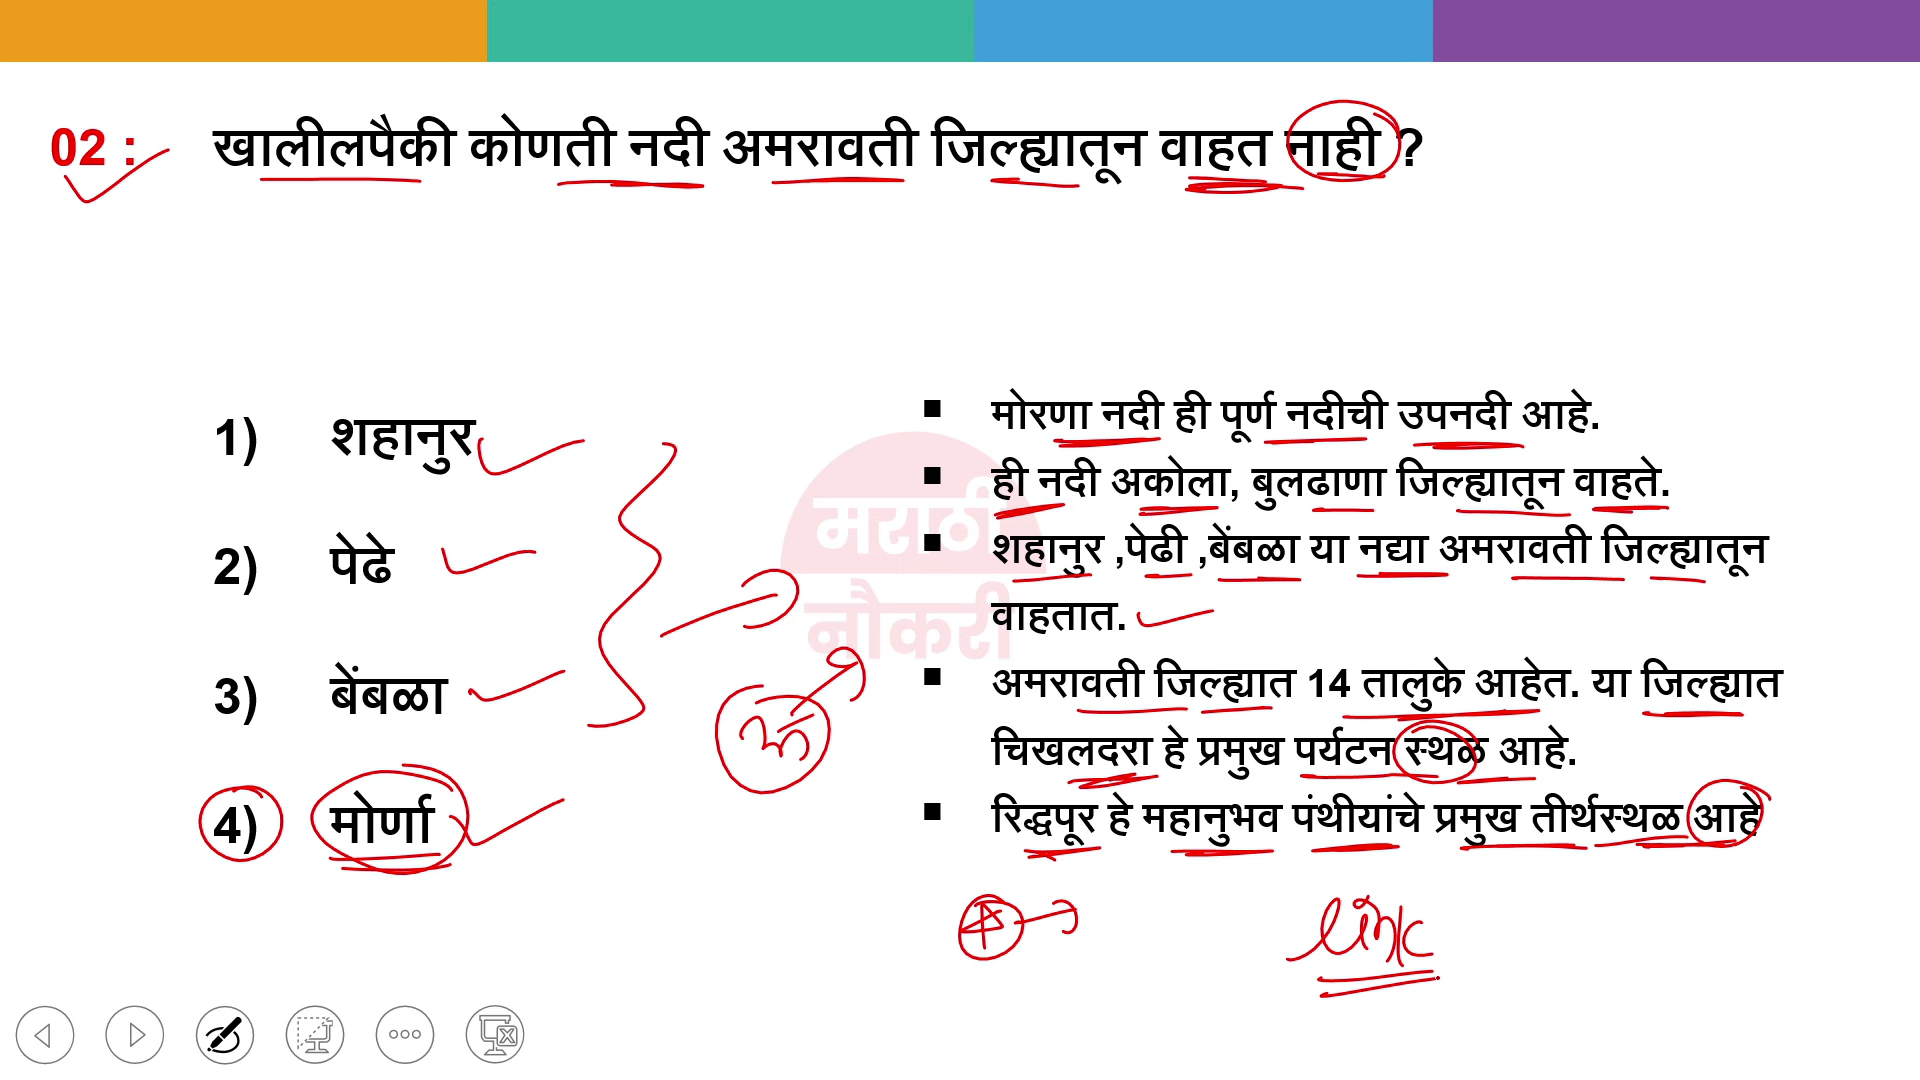 02 : खालीलपैकी कोणती नदी अमरावती जिल्ह्यातून वाहत नाही ?
1) शहानुर
2) पेढे
3) बेंबळा
4) मोर्णा
▪ मोरणा नदी ही पूर्ण नदीची उपनदी आहे.
▪ ही नदी अकोला, बुलढाणा जिल्ह्यातून वाहते.
▪ शहानुर ,पेढी ,बेंबळा या नद्या अमरावती जिल्ह्यातून
वाहतात.
▪ अमरावती जिल्ह्यात 14 तालुके आहेत. या जिल्ह्यात
चिखलदरा हे प्रमुख पर्यटन स्थळ आहे.
▪ रिद्धपूर हे महानुभव पंथीयांचे प्रमुख तीर्थस्थळ आहे
मराठी
नौकरी
link